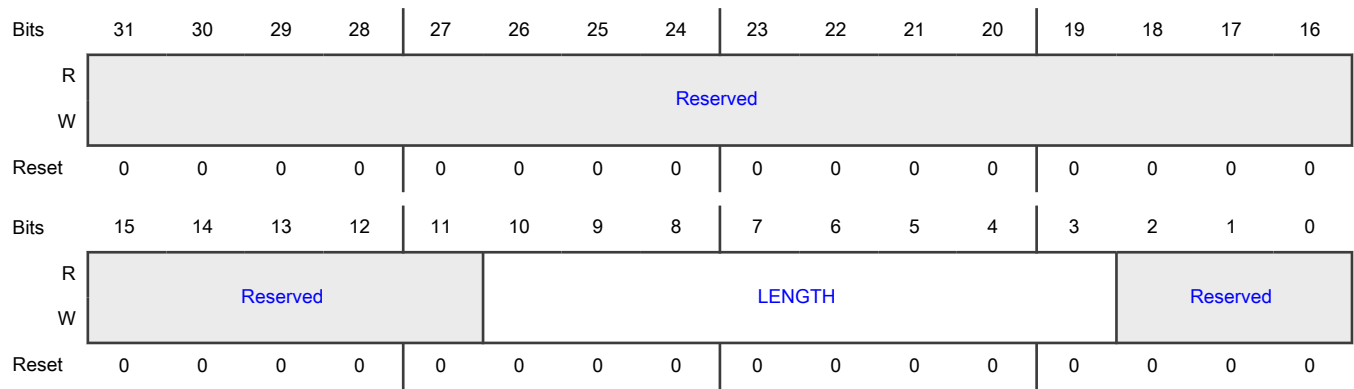 Bits 31 30 29 28 27 26 25 24 23 22 21 20 19 18 17 16
R
Reserved
W
Reset 0 0 0 0 0 0 0 0 0 0 0 0 0 0 0 0
Bits 15 14 13 12 11 10 9 8 7 6 5 4 3 2 1 0
R
Reserved LENGTH Reserved
W
Reset 0 0 0 0 0 0 0 0 0 0 0 0 0 0 0 0